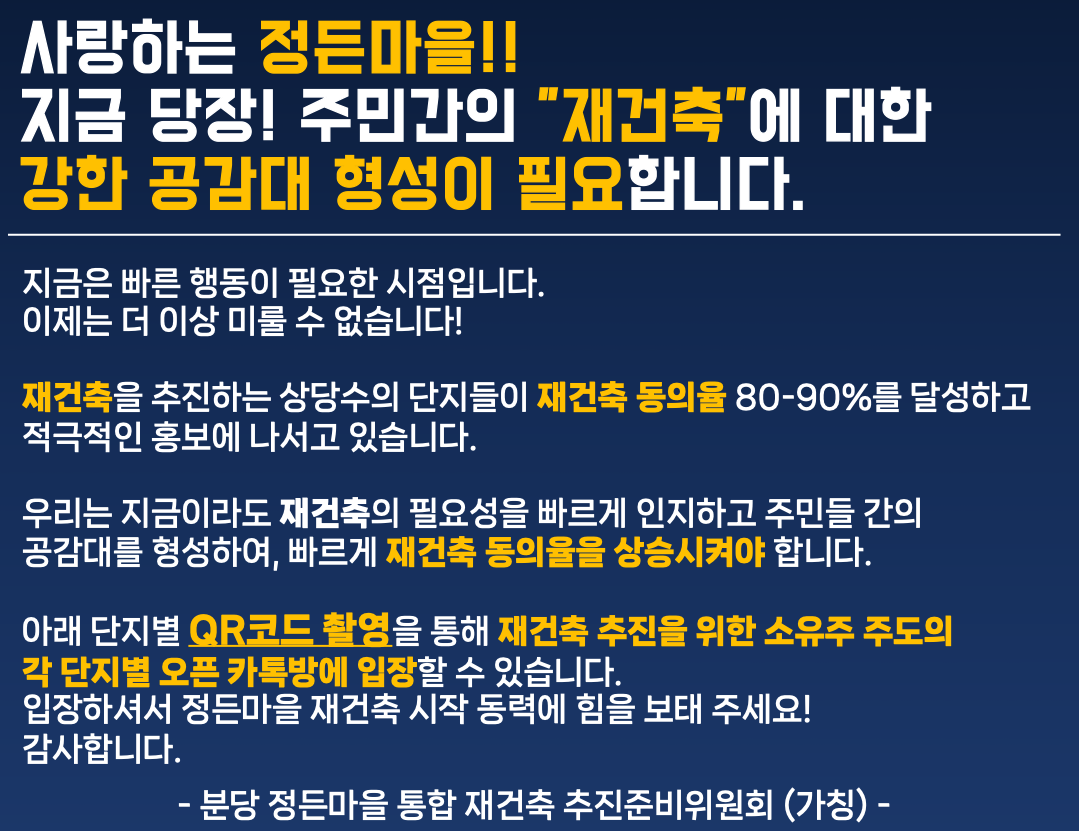 사랑하는 정든마을!!
지금 당장! 주민간의 "재건축"에 대한
강한 공감대 형성이 필요합니다.
지금은 빠른 행동이 필요한 시점입니다.
이제는 더 이상 미룰 수 없습니다!
재건축을 추진하는 상당수의 단지들이 재건축 동의율 80-90%를 달성하고
적극적인 홍보에 나서고 있습니다.
우리는 지금이라도 재건축의 필요성을 빠르게 인지하고 주민들 간의
공감대를 형성하여, 빠르게 재건축 동의율을 상승시켜야 합니다.
아래 단지별 QR코드 촬영을 통해 재건축 추진을 위한 소유주 주도의
각 단지별 오픈 카톡방에 입장할 수 있습니다.
입장하셔서 정든마을 재건축 시작 동력에 힘을 보태 주세요!
감사합니다.
- 분당 정든마을 통합 재건축 추진준비위원회 (가칭) -